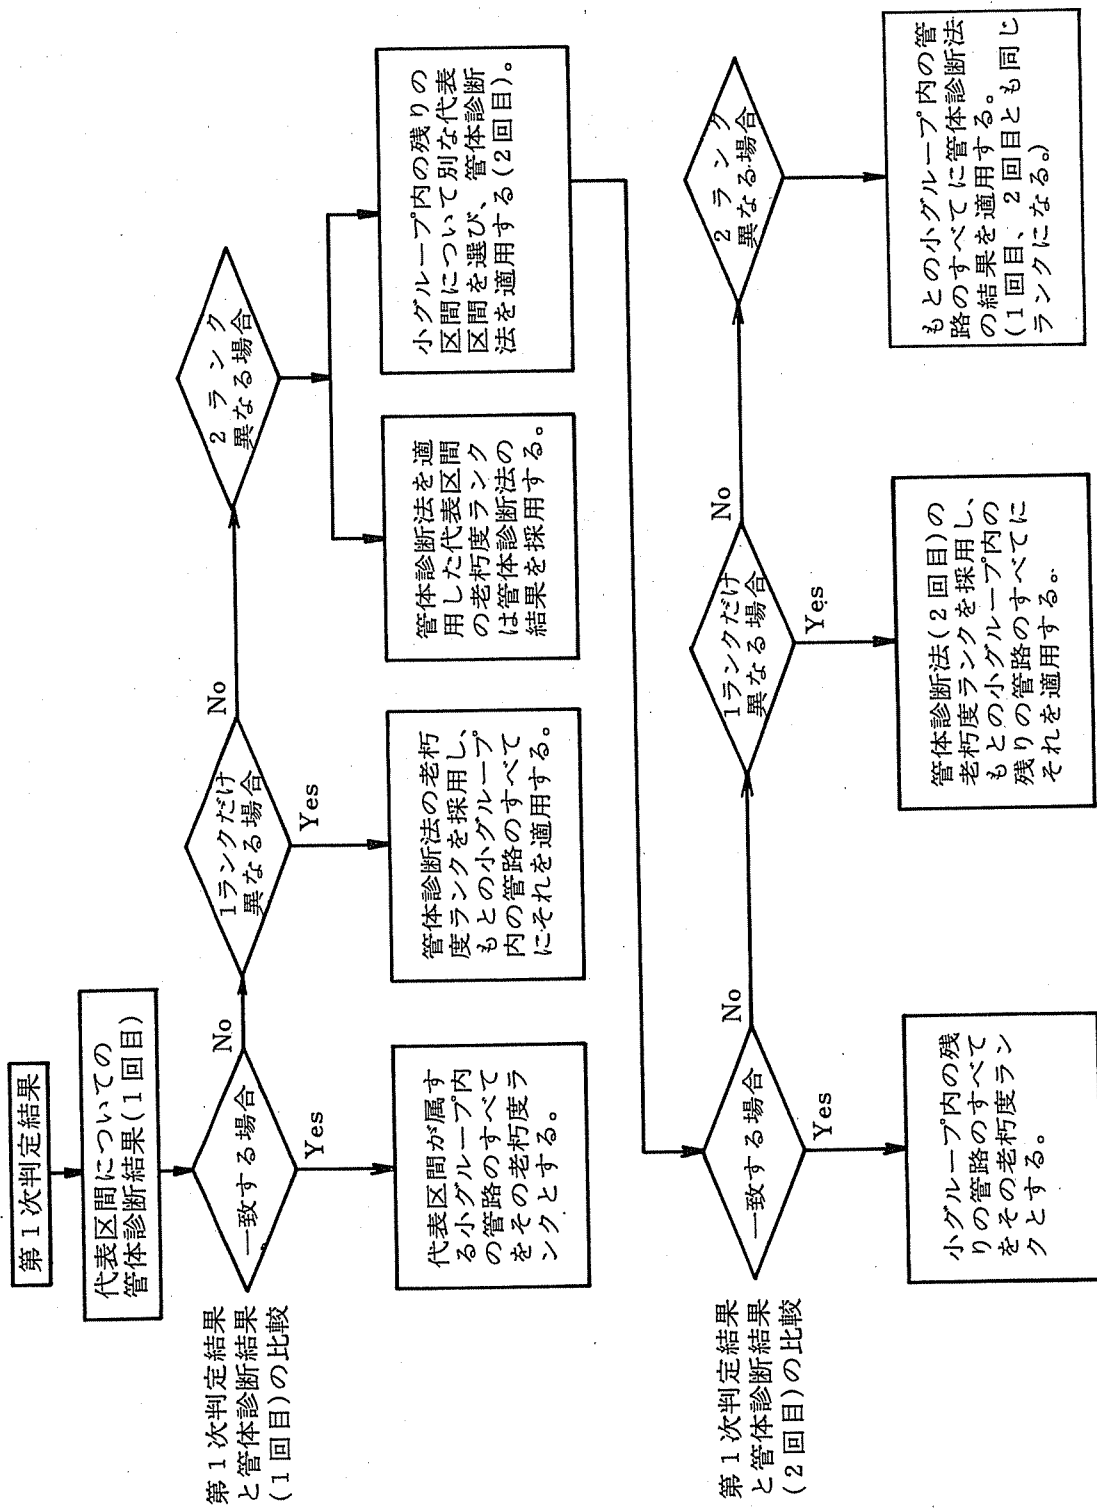 第1次判定結果
代表区間についての
管体診断結果(1回目)
第1次判定結果
と管体診断結果
(1回目)の比較
一致する場合
No
1ランクだけ
異なる場合
No
2 ランク
異なる場合
Yes
Yes
代表区間が属す
る小グループ内
の管路のすべて
をその老朽度ラ
ンクとする。
管体診断法の老朽
度ランクを採用し、
もとの小グループ
内の管路のすべて
にそれを適用する。
管体診断法を適
用した代表区間
の老朽度ランク
は管体診断法の
結果を採用する。
小グループ内の残りの
区間について別な代表
区間を選び、管体診断
法を適用する(2回目)。
第1次判定結果
と管体診断結果
(2回目)の比較
一致する場合
No
1ランクだけ
異なる場合
No
2 ランク
異なる場合
Yes
Yes
小グループ内の残
りの管路のすべて
をその老朽度ラン
クとする。
管体診断法(2回目)の
老朽度ランクを採用し、
もとの小グループ内の
残りの管路のすべてに
それを適用する。
もとの小グループ内の管
路のすべてに管体診断法
の結果を適用する。
(1回目、2回目とも同じ
ランクになる。)